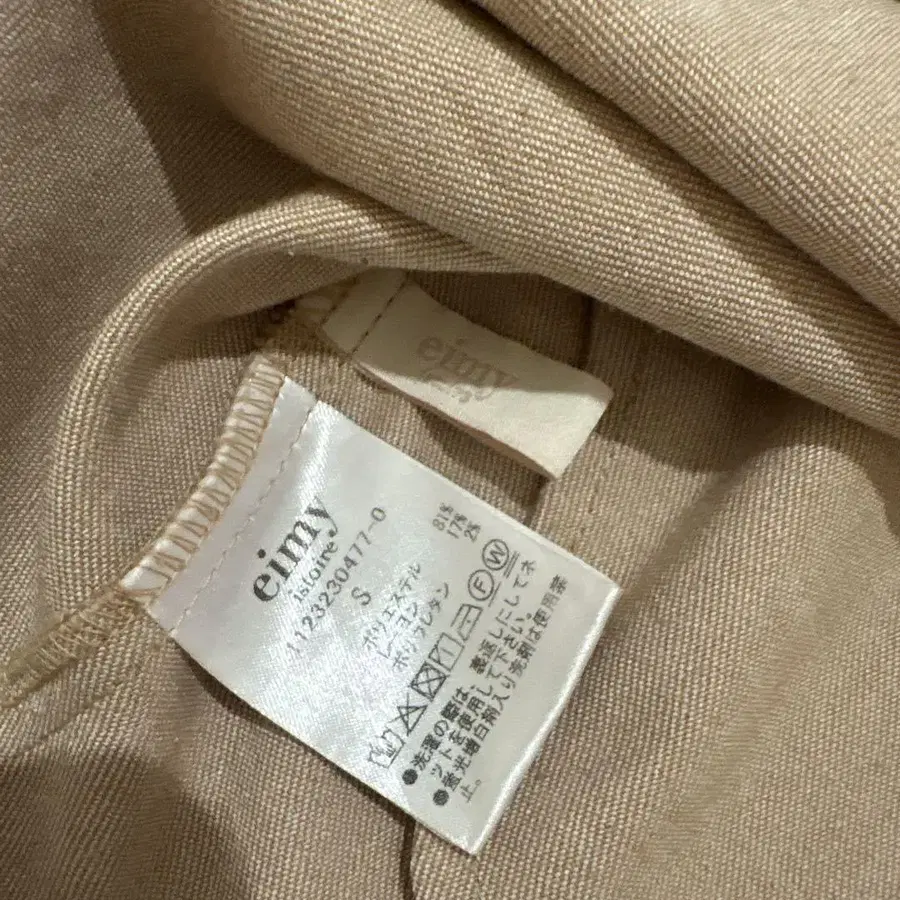 eimy
eimy
istoire
1123230477-0
S
ポリエステル 81%
レーヨン 17%
ポリウレタン 2%
●洗濯の際は、裏返しにしてネ
ットを使用して下さい。
●蛍光増白剤入り洗剤は使用禁
止。